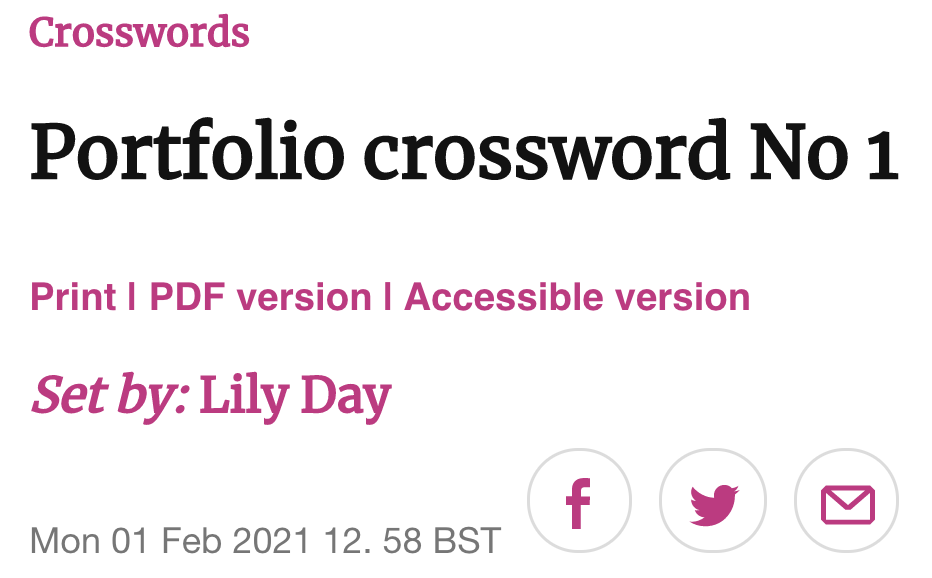 Crosswords
Portfolio crossword No 1
Print | PDF version | Accessible version
Set by: Lily Day
Mon 01 Feb 2021 12. 58 BST